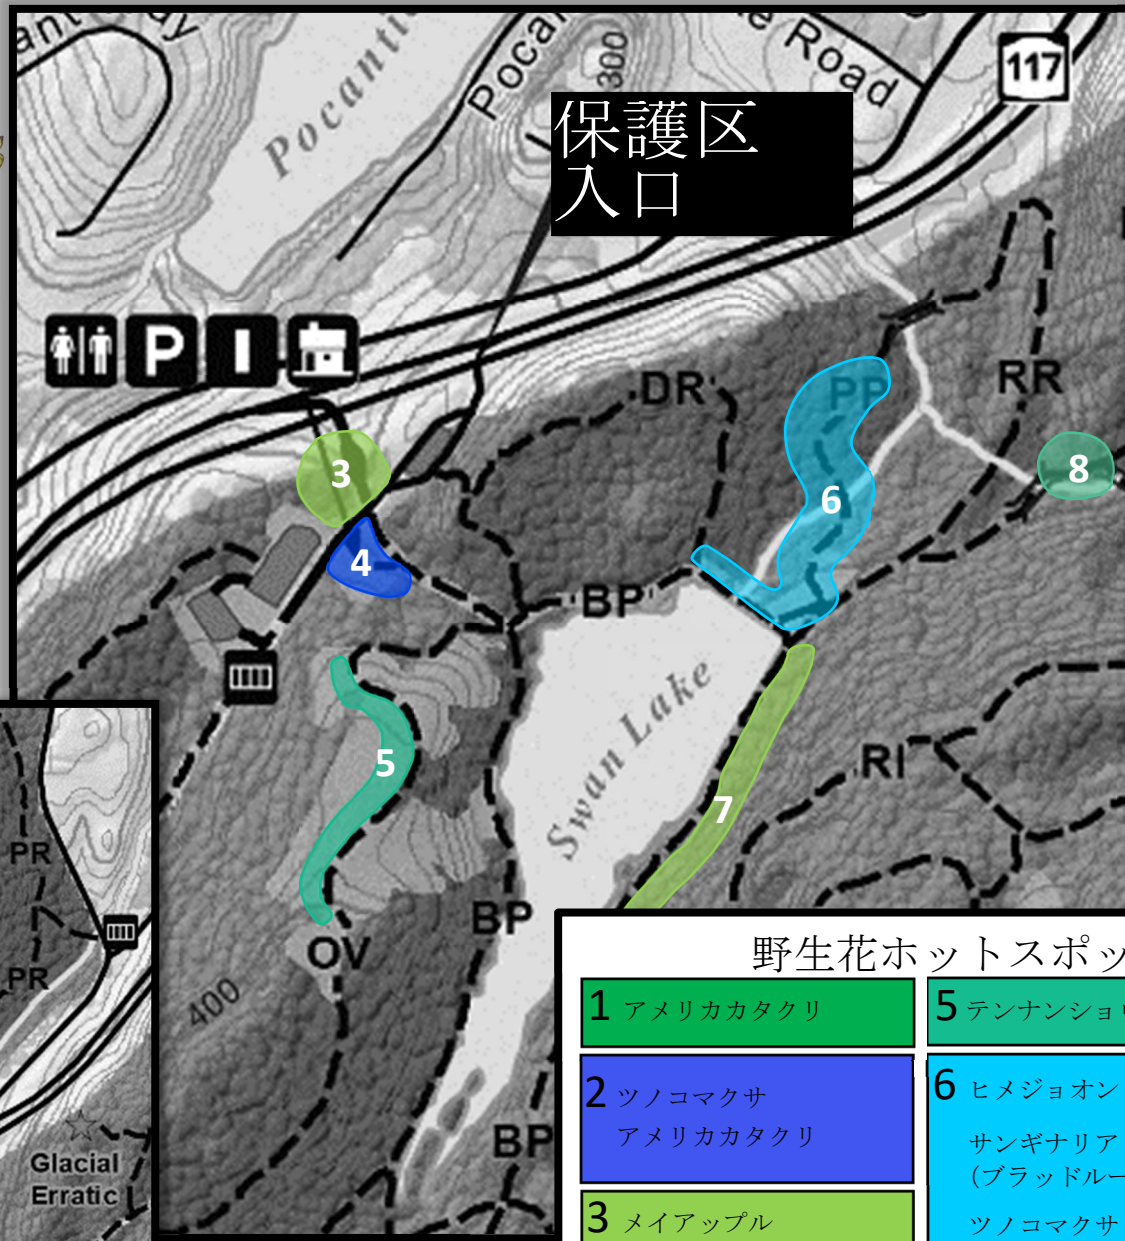 Pocanti
Poca
300
e Road
117
保護区
入口
P
I
DR
PP
RR
3
8
6
4
BP
Swan Lake
5
RI
7
PR
BP
OV
PR
400
BP
Glacial
Erratic
野生花ホットスポッ
1 アメリカカタクリ
2 ツノコマクサ
アメリカカタクリ
3 メイアップル
5 テンナンショ
6 ヒメジョオン
サンギナリア
(ブラッドルー
ツノコマクサ